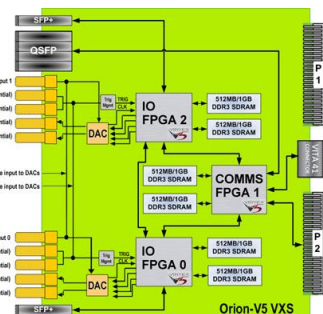 SFP+
QSFP
P
1
put 1
ntial)
ntial)
ntial)
ntial)
Trig
Mgmt
TRIG
CLK
IO
FPGA 2
512MB/1GB
DDR3 SDRAM
512MB/1GB
DDR3 SDRAM
DAC
VITA 41
e input to DACs
e input to DACs
512MB/1GB
DDR3 SDRAM
512MB/1GB
DDR3 SDRAM
COMMS
FPGA 1
P
2
put 0
ntial)
ntial)
ntial)
ntial)
Trig
Mgmt
TRIG
CLK
IO
FPGA 0
512MB/1GB
DDR3 SDRAM
512MB/1GB
DDR3 SDRAM
DAC
SFP+
Orion-V5 VXS